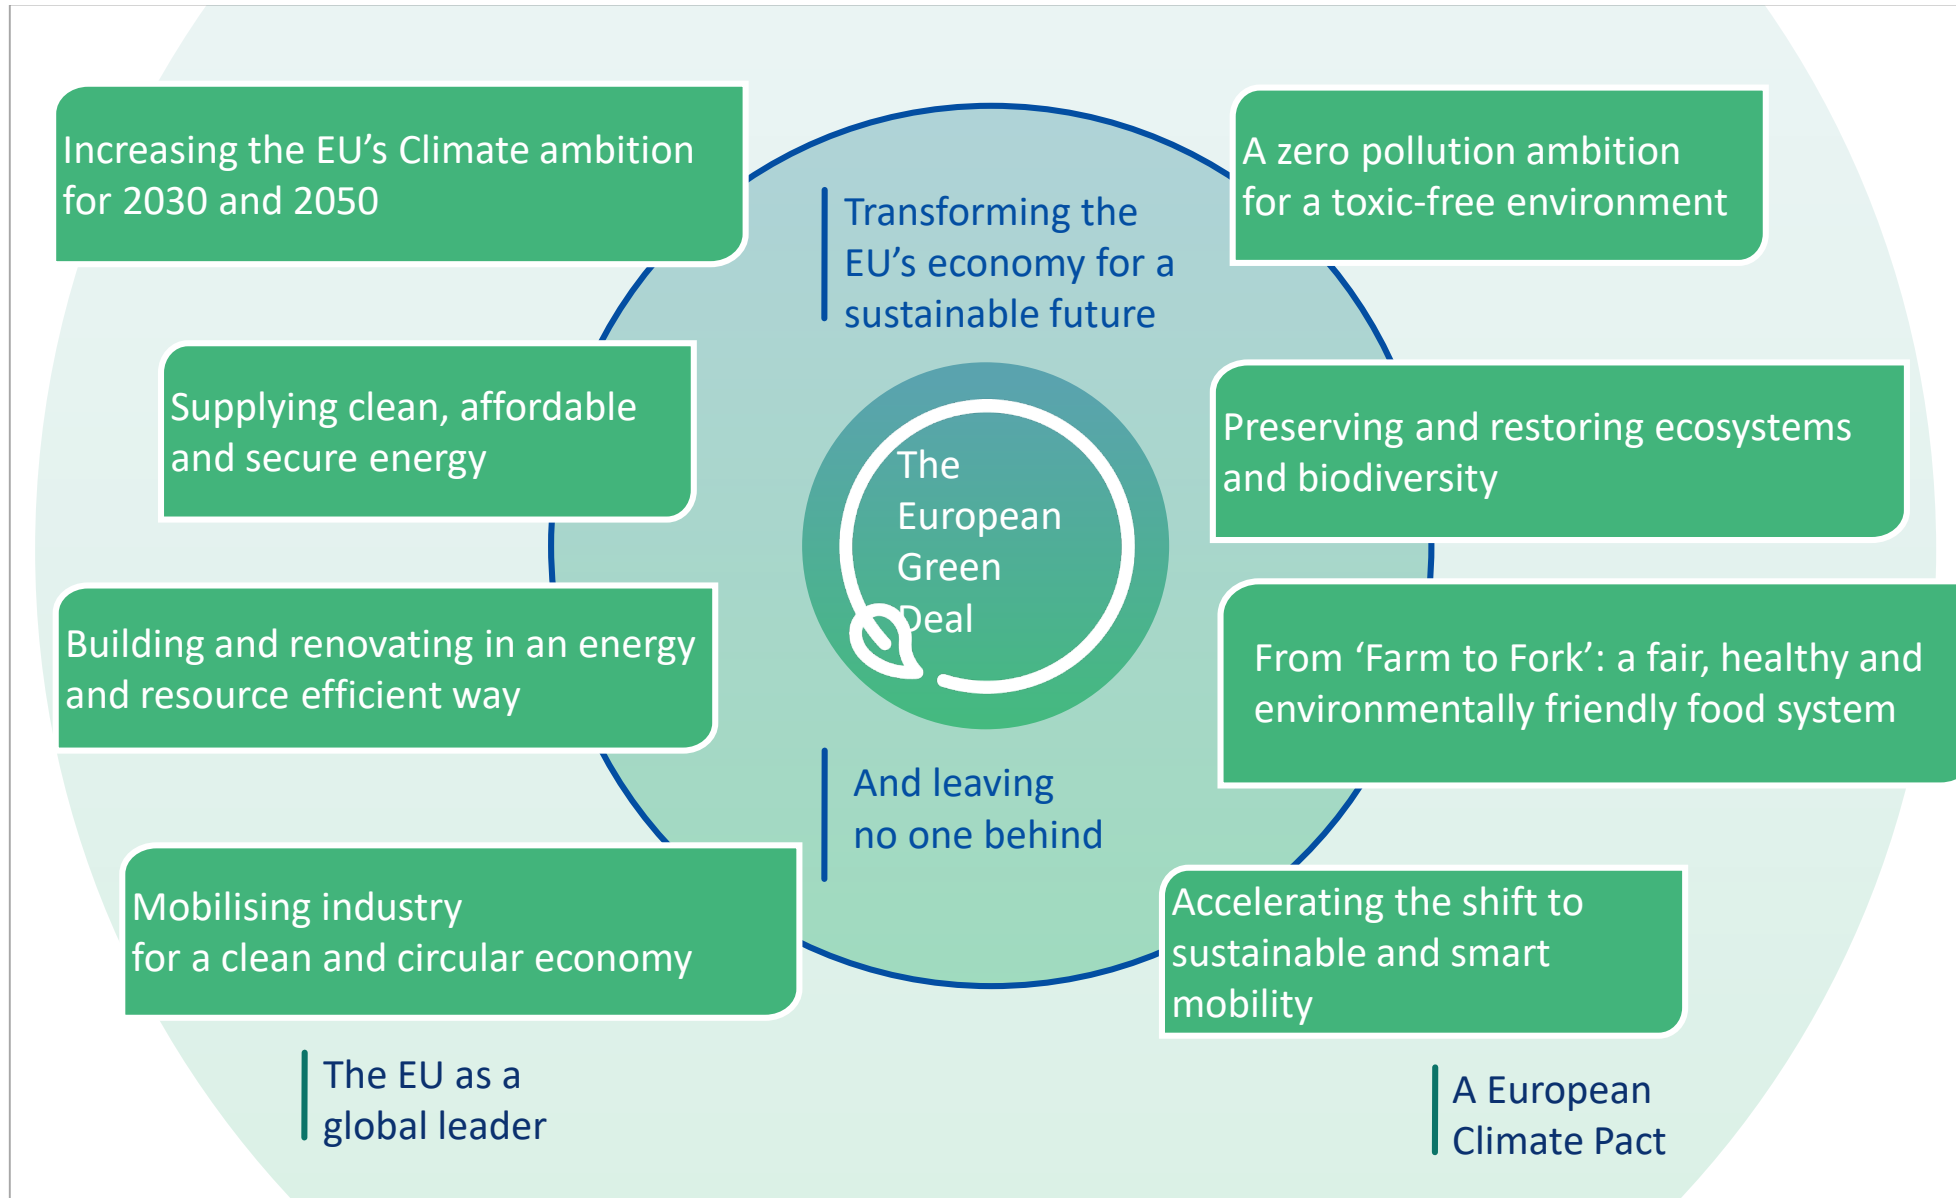 Increasing the EU’s Climate ambition
for 2030 and 2050
Supplying clean, affordable
and secure energy
Building and renovating in an energy
and resource efficient way
Mobilising industry
for a clean and circular economy
Transforming the
EU’s economy for a
sustainable future
The
European
Green
Deal
And leaving
no one behind
A zero pollution ambition
for a toxic-free environment
Preserving and restoring ecosystems
and biodiversity
From ‘Farm to Fork’: a fair, healthy and
environmentally friendly food system
Accelerating the shift to
sustainable and smart
mobility
The EU as a
global leader
A European
Climate Pact